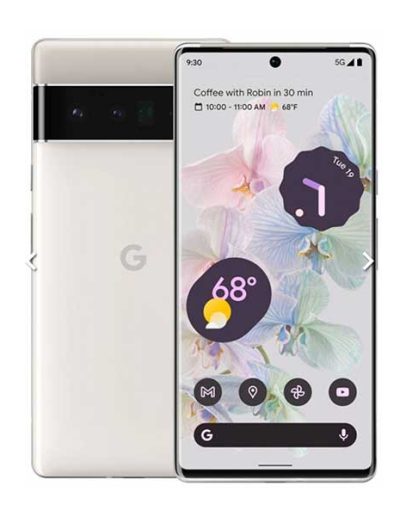 9:30
5G
Coffee with Robin in 30 min
10:00 - 11:00 AM 68°F
Tue 19
68°
G
G